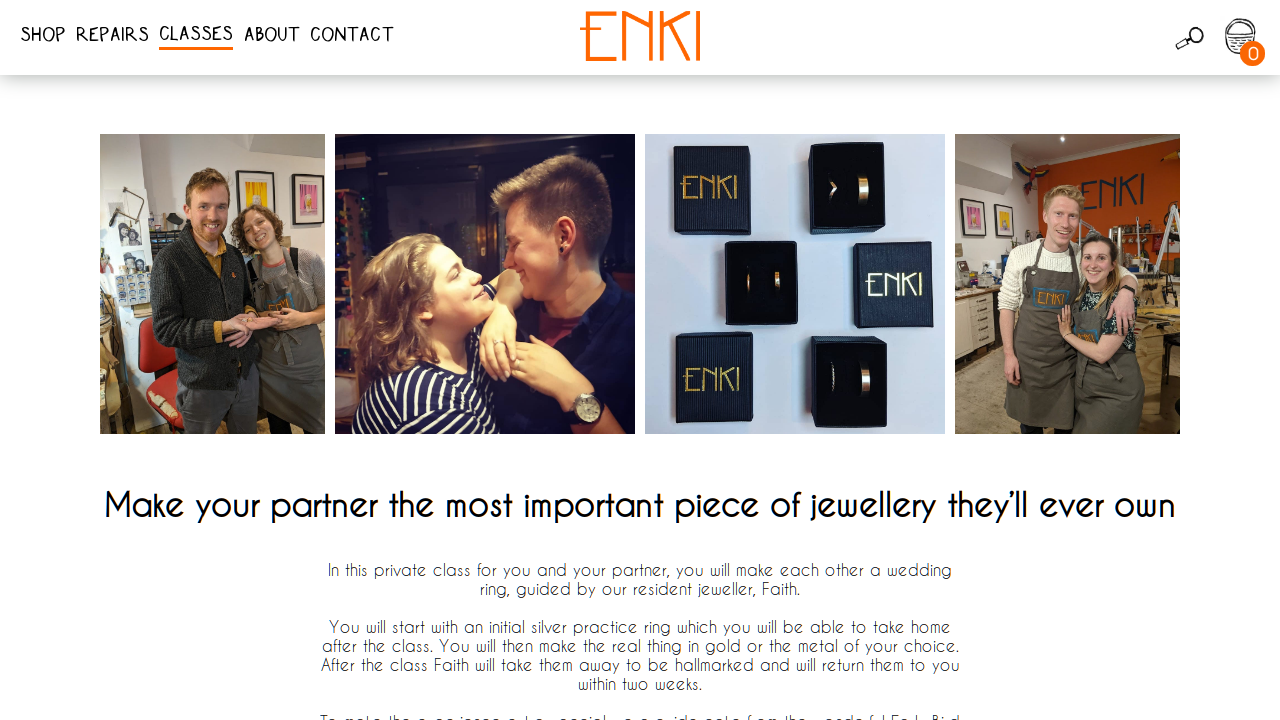 SHOP REPAIRS CLASSES ABOUT CONTACT
ENKI
0
ENKI
ENKI
ENKI
ENKI
ENKI
ENKI
Make your partner the most important piece of jewellery they'll ever own
In this private class for you and your partner, you will make each other a wedding
ring, guided by our resident jeweller, Faith.
You will start with an initial silver practice ring which you will be able to take home
after the class. You will then make the real thing in gold or the metal of your choice.
After the class Faith will take them away to be hallmarked and will return them to you
within two weeks.